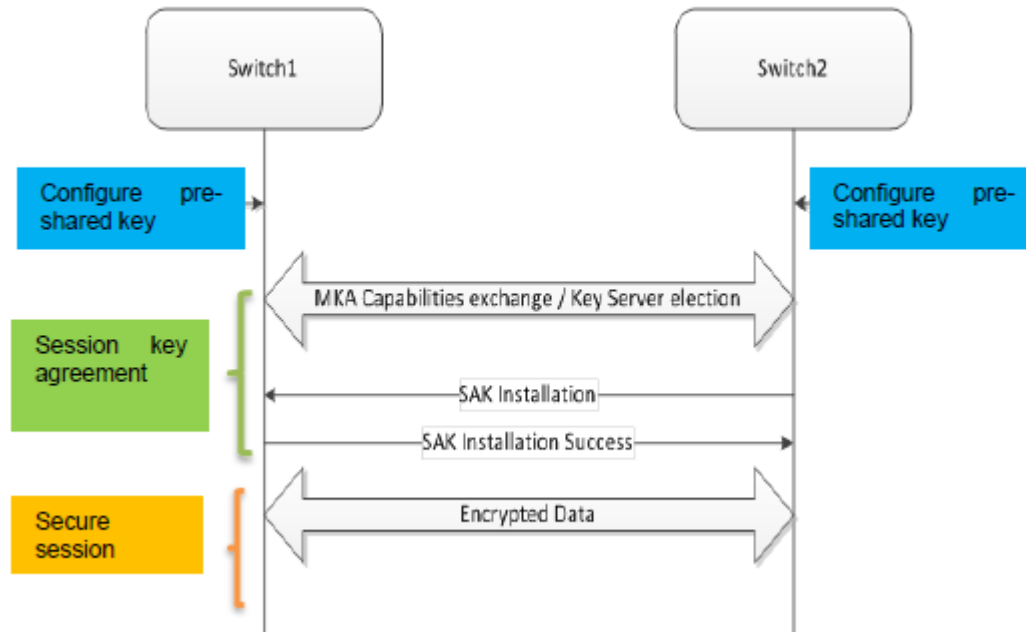 Switch1
Switch2
Configure pre-
shared key
Configure pre-
shared key
MKA Capabilities exchange / Key Server election
Session key
agreement
SAK Installation
SAK Installation Success
Secure
session
Encrypted Data